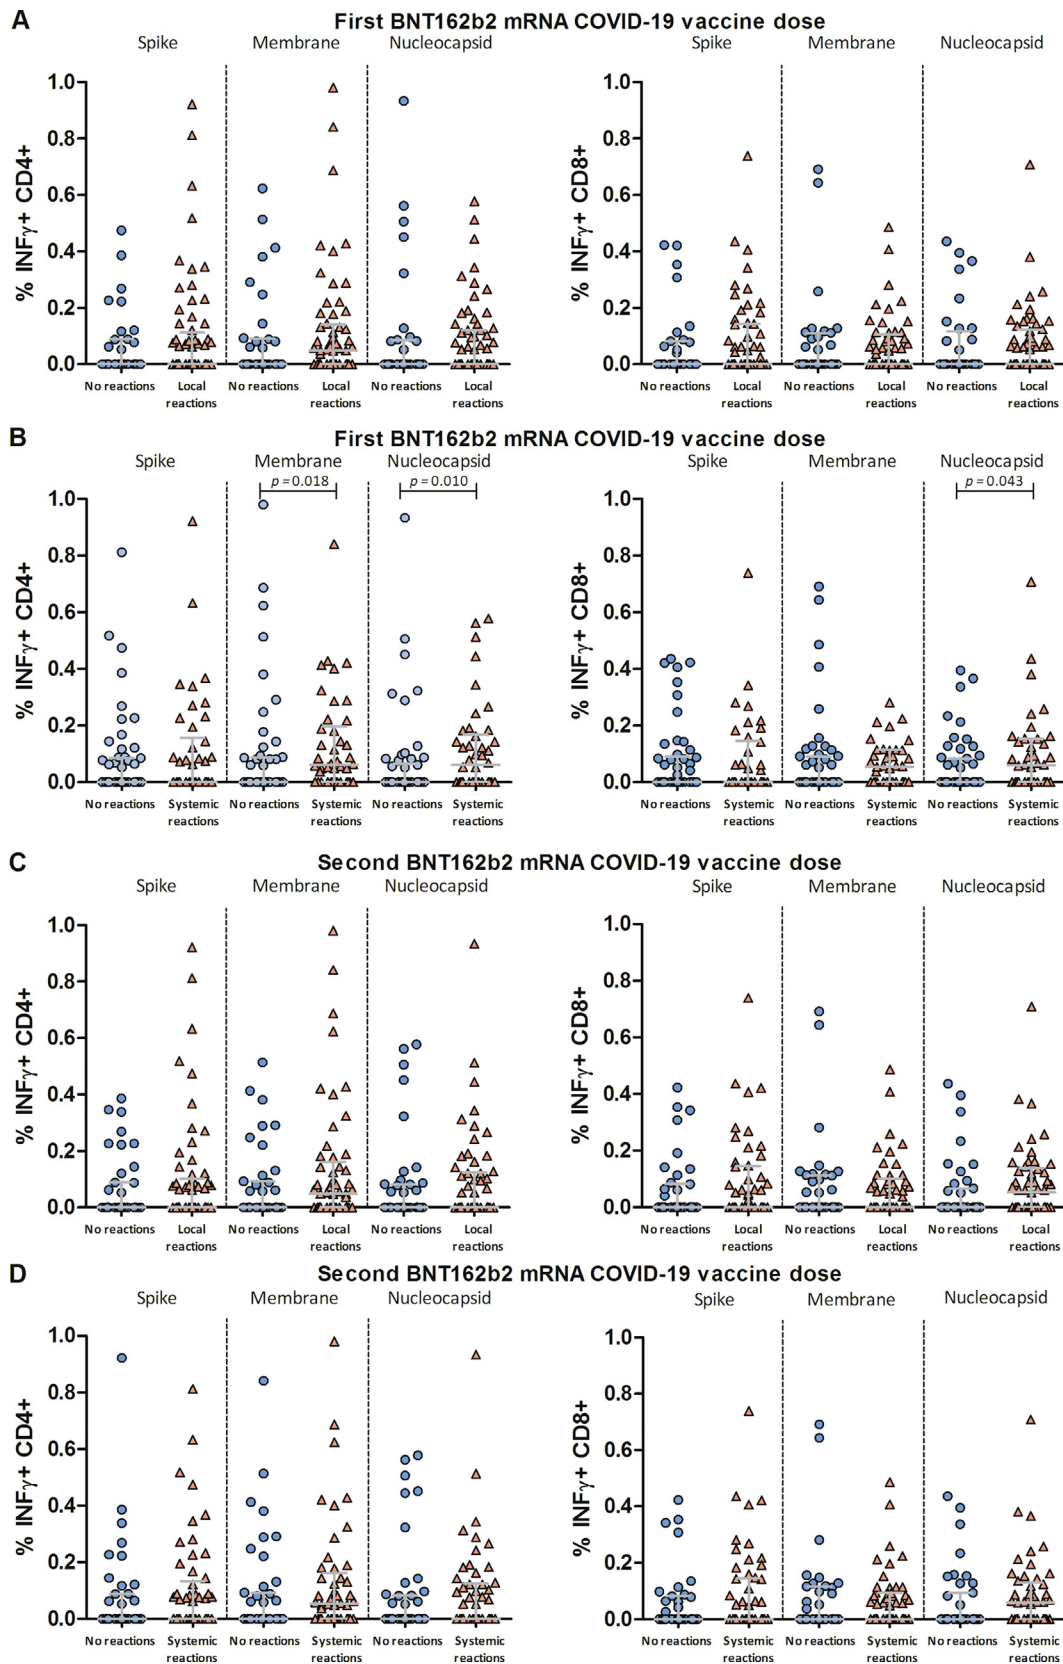 A
First BNT162b2 mRNA COVID-19 vaccine dose
Spike Membrane Nucleocapsid
% INFγ+ CD4+
1.0
0.8
0.6
0.4
0.2
0.0
No reactions Local reactions No reactions Local reactions No reactions Local reactions
Spike Membrane Nucleocapsid
% INFγ+ CD8+
1.0
0.8
0.6
0.4
0.2
0.0
No reactions Local reactions No reactions Local reactions No reactions Local reactions
B
First BNT162b2 mRNA COVID-19 vaccine dose
Spike Membrane Nucleocapsid
p = 0.018 p = 0.010
% INFγ+ CD4+
1.0
0.8
0.6
0.4
0.2
0.0
No reactions Systemic reactions No reactions Systemic reactions No reactions Systemic reactions
Spike Membrane Nucleocapsid
p = 0.043
% INFγ+ CD8+
1.0
0.8
0.6
0.4
0.2
0.0
No reactions Systemic reactions No reactions Systemic reactions No reactions Systemic reactions
C
Second BNT162b2 mRNA COVID-19 vaccine dose
Spike Membrane Nucleocapsid
% INFγ+ CD4+
1.0
0.8
0.6
0.4
0.2
0.0
No reactions Local reactions No reactions Local reactions No reactions Local reactions
Spike Membrane Nucleocapsid
% INFγ+ CD8+
1.0
0.8
0.6
0.4
0.2
0.0
No reactions Local reactions No reactions Local reactions No reactions Local reactions
D
Second BNT162b2 mRNA COVID-19 vaccine dose
Spike Membrane Nucleocapsid
% INFγ+ CD4+
1.0
0.8
0.6
0.4
0.2
0.0
No reactions Systemic reactions No reactions Systemic reactions No reactions Systemic reactions
Spike Membrane Nucleocapsid
% INFγ+ CD8+
1.0
0.8
0.6
0.4
0.2
0.0
No reactions Systemic reactions No reactions Systemic reactions No reactions Systemic reactions